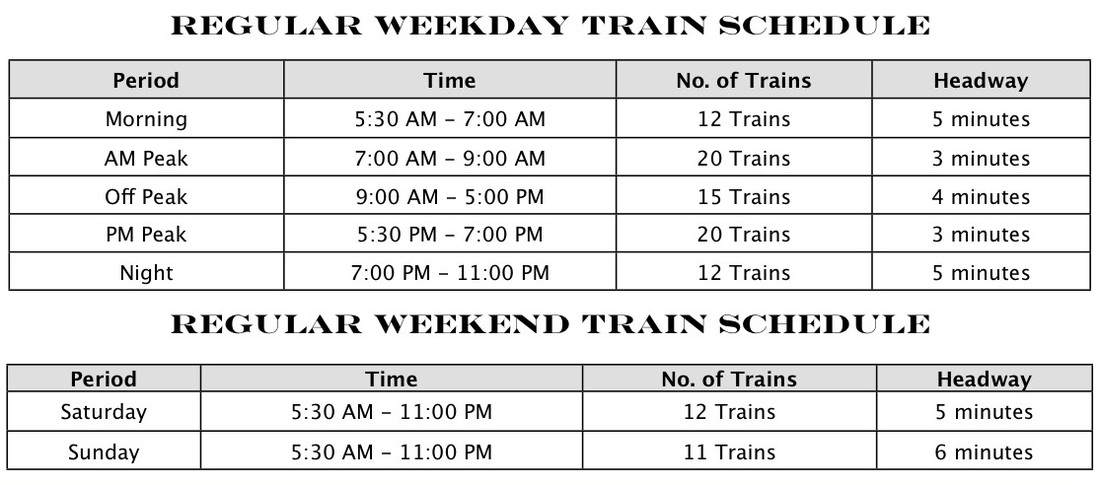 REGULAR WEEKDAY TRAIN SCHEDULE
Period Time No. of Trains Headway
Morning 5:30 AM – 7:00 AM 12 Trains 5 minutes
AM Peak 7:00 AM – 9:00 AM 20 Trains 3 minutes
Off Peak 9:00 AM – 5:00 PM 15 Trains 4 minutes
PM Peak 5:30 PM – 7:00 PM 20 Trains 3 minutes
Night 7:00 PM – 11:00 PM 12 Trains 5 minutes
REGULAR WEEKEND TRAIN SCHEDULE
Period Time No. of Trains Headway
Saturday 5:30 AM – 11:00 PM 12 Trains 5 minutes
Sunday 5:30 AM – 11:00 PM 11 Trains 6 minutes